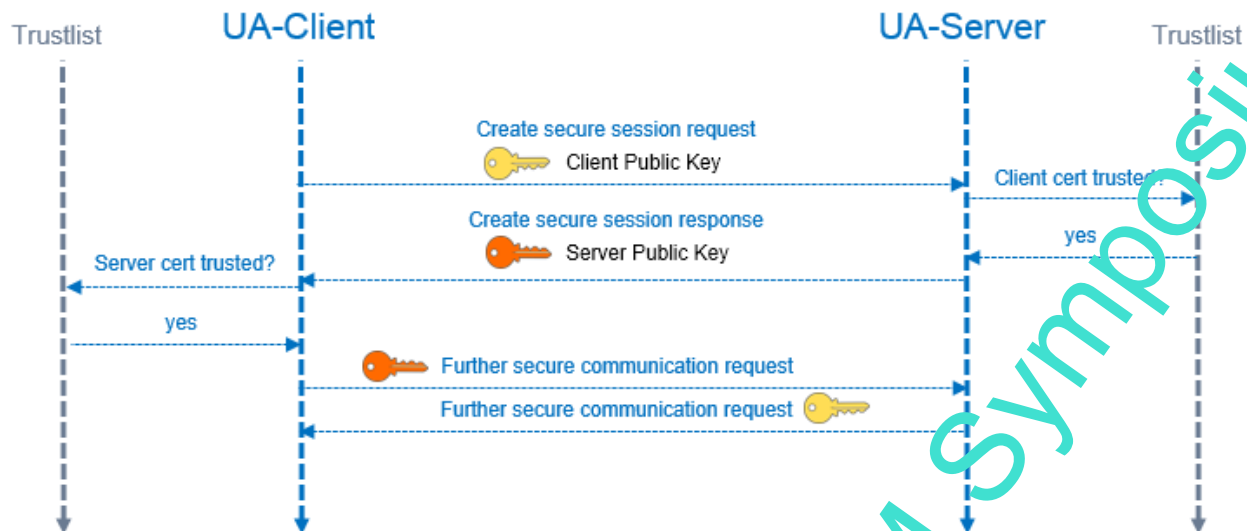 Trustlist
UA-Client
UA-Server
Trustlist
Create secure session request
Client Public Key
Client cert trusted?
Create secure session response
Server Public Key
yes
Server cert trusted?
yes
Further secure communication request
Further secure communication request